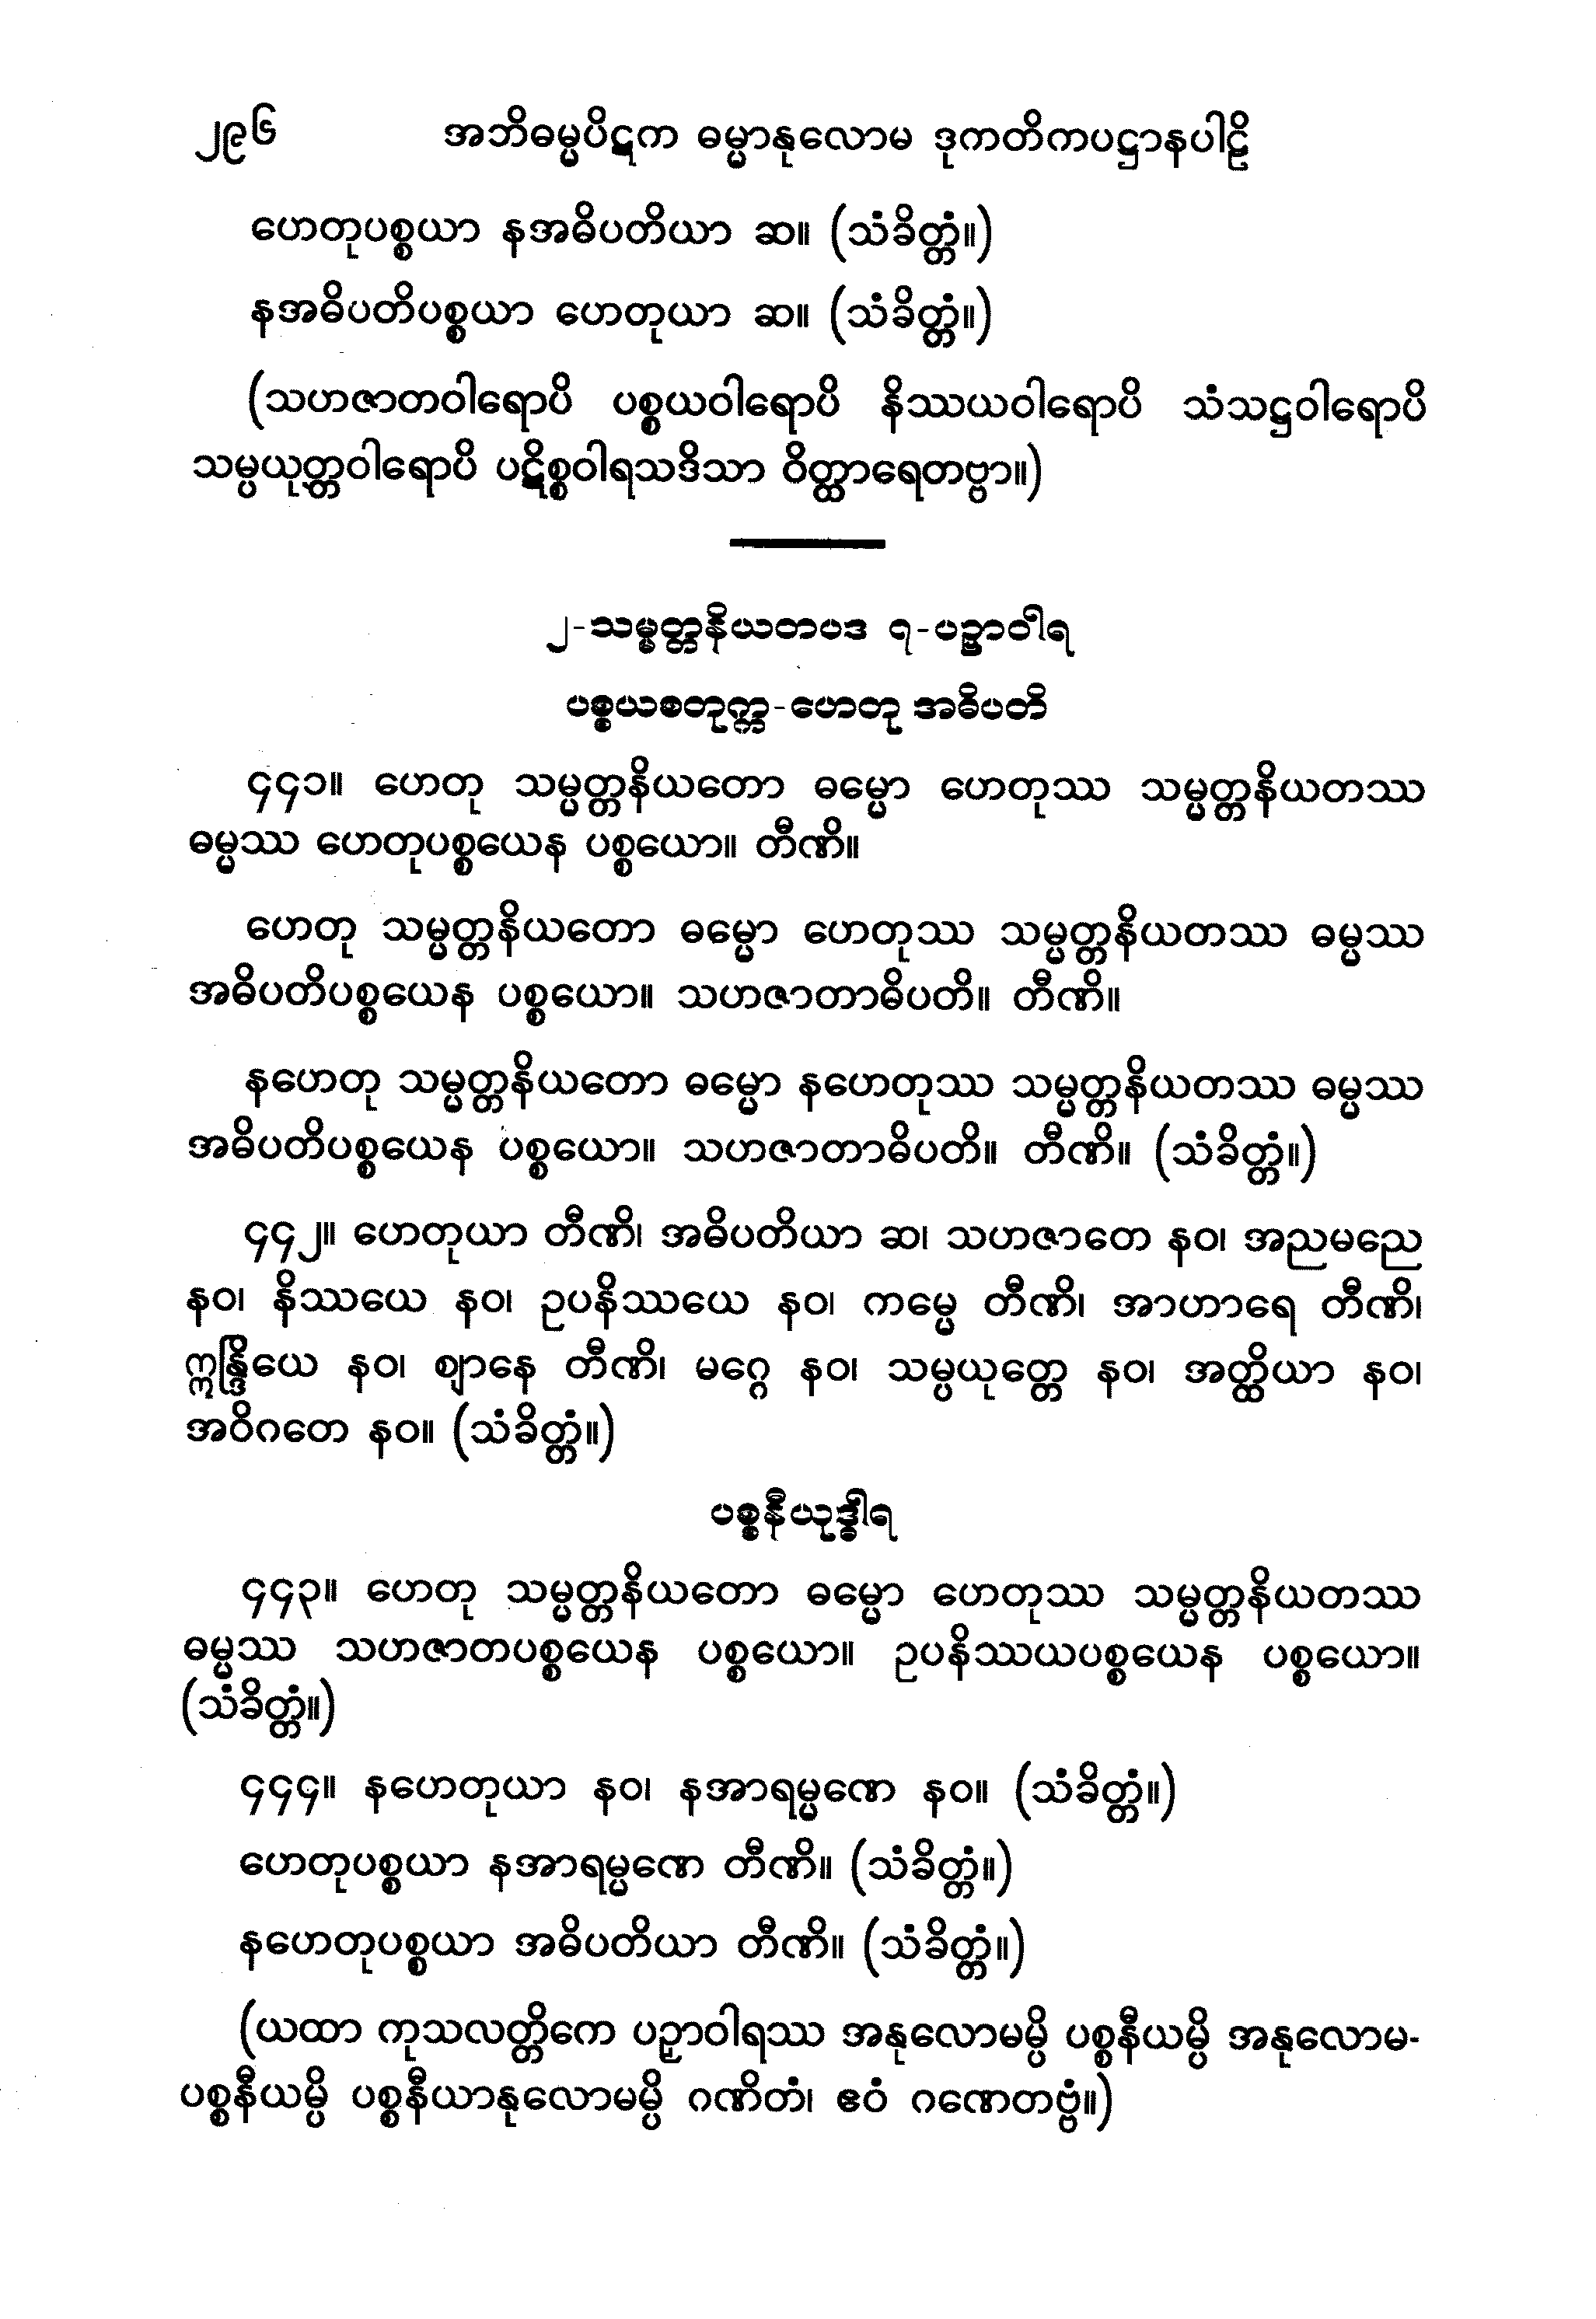 ၂၉၆ အဘိဓမ္မပိဋက ဓမ္မာနုလောမ ဒုကတိကပဋ္ဌာနပါဠိ
ဟေတုပစ္စယာ နအဓိပတိယာ ဆ။ (သံခိတ္တံ။)
နအဓိပတိပစ္စယာ ဟေတုယာ ဆ။ (သံခိတ္တံ။)
(သဟဇာတဝါရောပိ ပစ္စယဝါရောပိ နိဿယဝါရောပိ သံသဋ္ဌဝါရောပိ
သမ္ပယုတ္တဝါရောပိ ပဋိစ္စဝါရသဒိသာ ဝိတ္ထာရေတဗ္ဗာ။)
၂-သမ္မတ္တနိယတပဒ ၇-ပဉှာဝါရ
ပစ္စယစတုက္က-ဟေတု အဓိပတိ
၄၄၁။ ဟေတု သမ္မတ္တနိယတော ဓမ္မော ဟေတုဿ သမ္မတ္တနိယတဿ
ဓမ္မဿ ဟေတုပစ္စယေန ပစ္စယော။ တီဏိ။
ဟေတု သမ္မတ္တနိယတော ဓမ္မော ဟေတုဿ သမ္မတ္တနိယတဿ ဓမ္မဿ
အဓိပတိပစ္စယေန ပစ္စယော။ သဟဇာတာဓိပတိ။ တီဏိ။
နဟေတု သမ္မတ္တနိယတော ဓမ္မော နဟေတုဿ သမ္မတ္တနိယတဿ ဓမ္မဿ
အဓိပတိပစ္စယေန ပစ္စယော။ သဟဇာတာဓိပတိ။ တီဏိ။ (သံခိတ္တံ။)
၄၄၂။ ဟေတုယာ တီဏိ၊ အဓိပတိယာ ဆ၊ သဟဇာတေ နဝ၊ အညမညေ
နဝ၊ နိဿယေ နဝ၊ ဥပနိဿယေ နဝ၊ ကမ္မေ တီဏိ၊ အာဟာရေ တီဏိ၊
ဣန္ဒြိယေ နဝ၊ ဈာနေ တီဏိ၊ မဂ္ဂေ နဝ၊ သမ္ပယုတ္တေ နဝ၊ အတ္ထိယာ နဝ၊
အဝိဂတေ နဝ။ (သံခိတ္တံ။)
ပစ္စနီယုဒ္ဓါရ
၄၄၃။ ဟေတု သမ္မတ္တနိယတော ဓမ္မော ဟေတုဿ သမ္မတ္တနိယတဿ
ဓမ္မဿ သဟဇာတပစ္စယေန ပစ္စယော။ ဥပနိဿယပစ္စယေန ပစ္စယော။
(သံခိတ္တံ။)
၄၄၄။ နဟေတုယာ နဝ၊ နအာရမ္မဏေ နဝ။ (သံခိတ္တံ။)
ဟေတုပစ္စယာ နအာရမ္မဏေ တီဏိ။ (သံခိတ္တံ။)
နဟေတုပစ္စယာ အဓိပတိယာ တီဏိ။ (သံခိတ္တံ။)
(ယထာ ကုသလတ္တိကေ ပဉှာဝါရဿ အနုလောမမ္ပိ ပစ္စနီယမ္ပိ အနုလောမ-
ပစ္စနီယမ္ပိ ပစ္စနီယာနုလောမမ္ပိ ဂဏိတံ၊ ဧဝံ ဂဏေတဗ္ဗံ။)